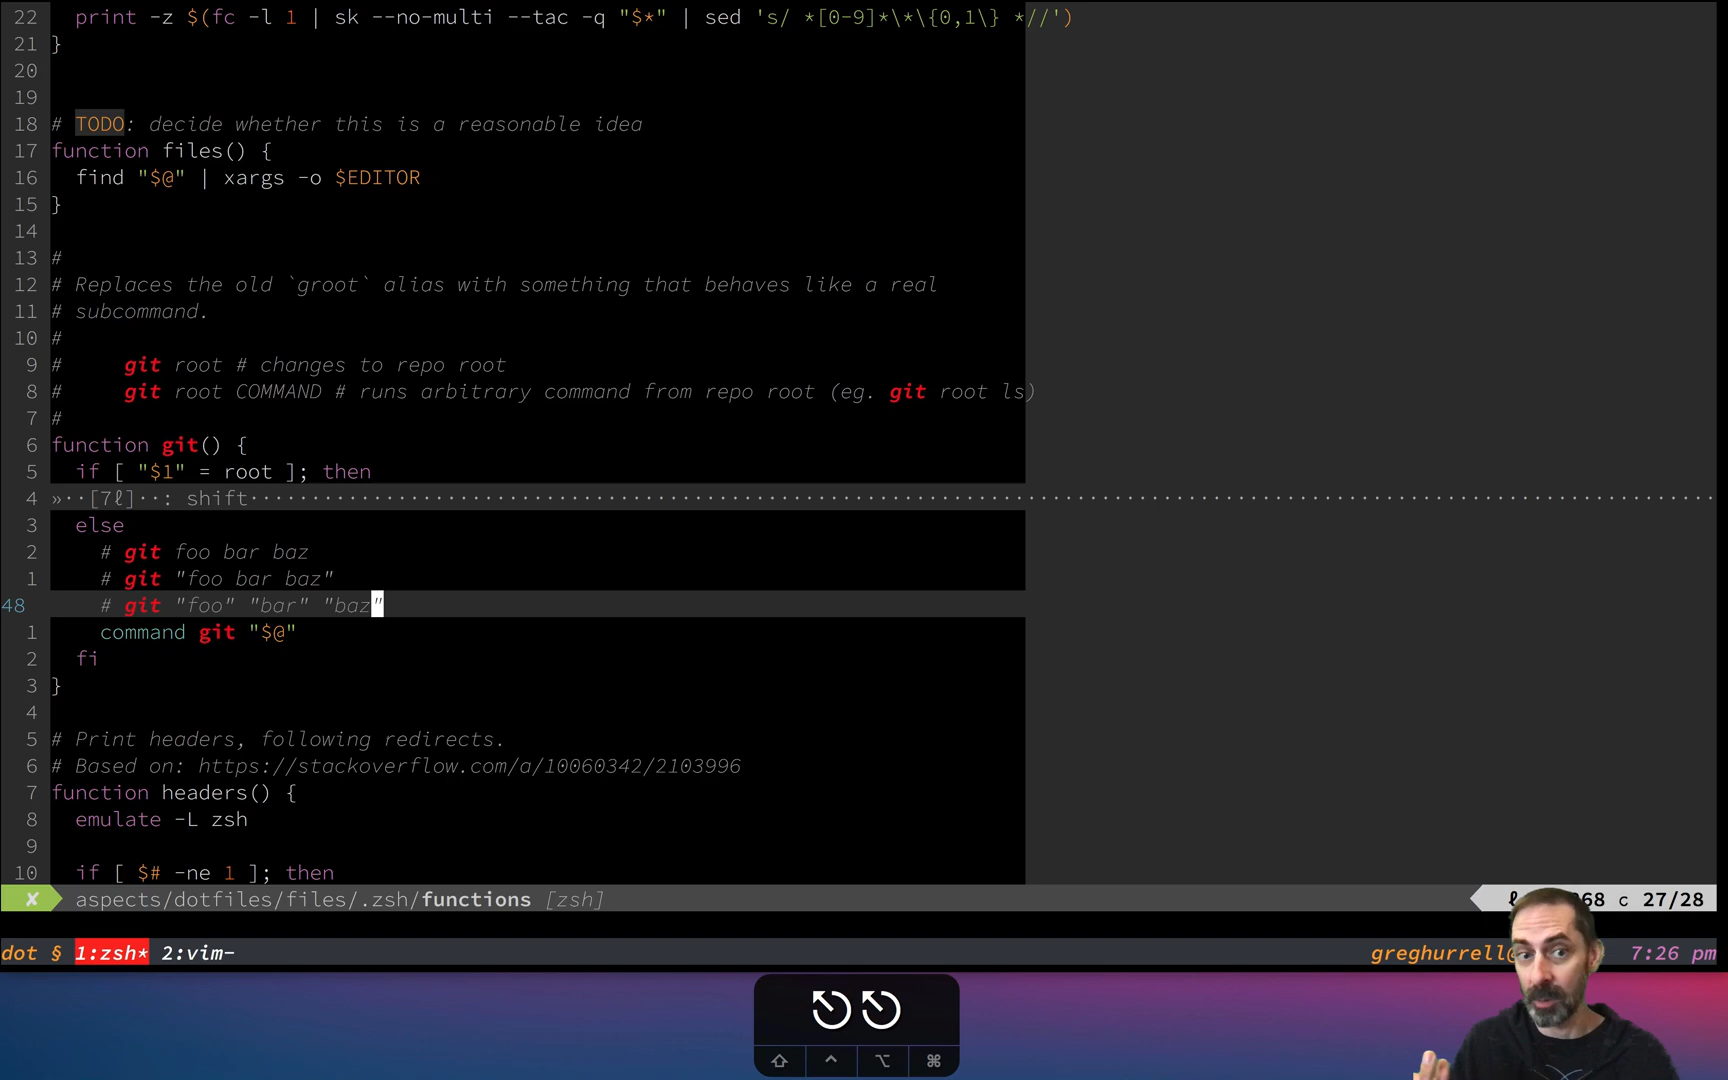 22 print -z $(fc -l 1 | sk --no-multi --tac -q "$*" | sed 's/ *[0-9]*\*\{0,1\} *//')
21 }
20
19
18 # TODO: decide whether this is a reasonable idea
17 function files() {
16 find "$@" | xargs -o $EDITOR
15 }
14
13 #
12 # Replaces the old `groot` alias with something that behaves like a real
11 # subcommand.
10 #
9 # git root # changes to repo root
8 # git root COMMAND # runs arbitrary command from repo root (eg. git root ls)
7 #
6 function git() {
5 if [ "$1" = root ]; then
4 »··[7ℓ]··: shift·······················································································································
3 else
2 # git foo bar baz
1 # git "foo bar baz"
48 # git "foo" "bar" "baz"
1 command git "$@"
2 fi
3 }
4
5 # Print headers, following redirects.
6 # Based on: https://stackoverflow.com/a/10060342/2103996
7 function headers() {
8 emulate -L zsh
9
10 if [ $# -ne 1 ]; then
✘ aspects/dotfiles/files/.zsh/functions [zsh] 68 c 27/28
dot § 1:zsh* 2:vim- greghurrell@ 7:26 pm